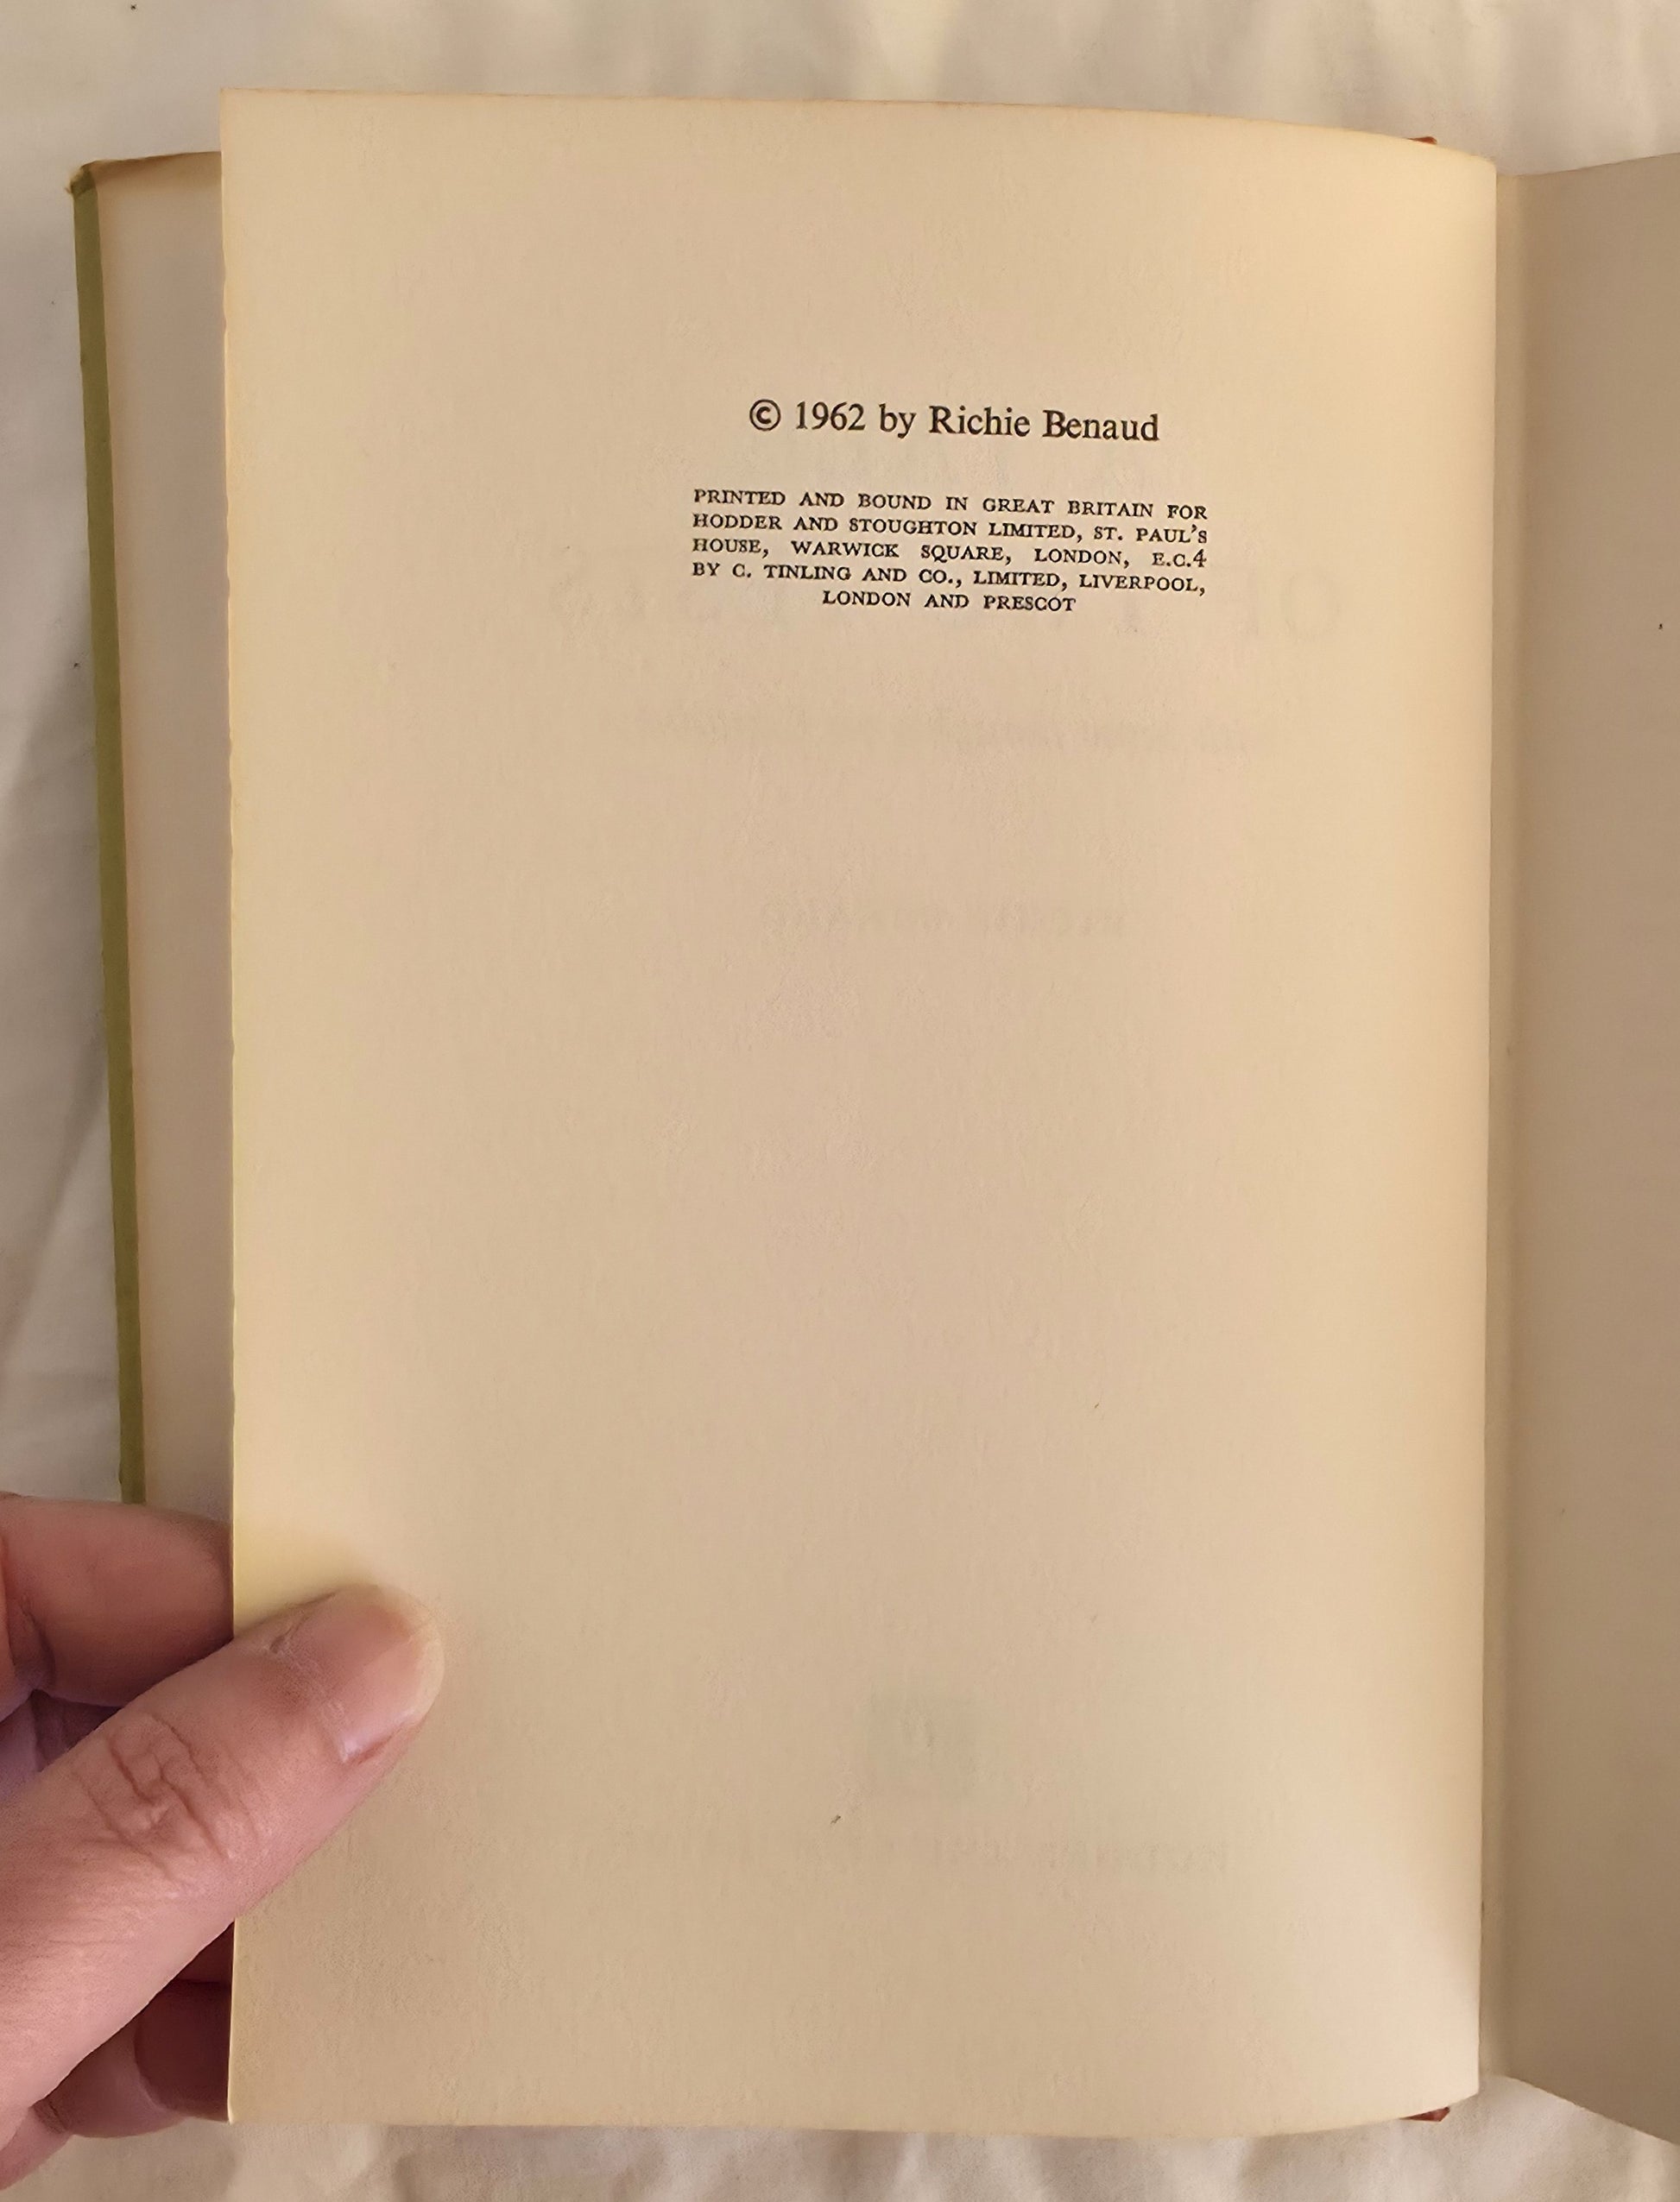 © 1962 by Richie Benaud
PRINTED AND BOUND IN GREAT BRITAIN FOR
HODDER AND STOUGHTON LIMITED, ST. PAUL'S
HOUSE, WARWICK SQUARE, LONDON, E.C.4
BY C. TINLING AND CO., LIMITED, LIVERPOOL,
LONDON AND PRESCOT